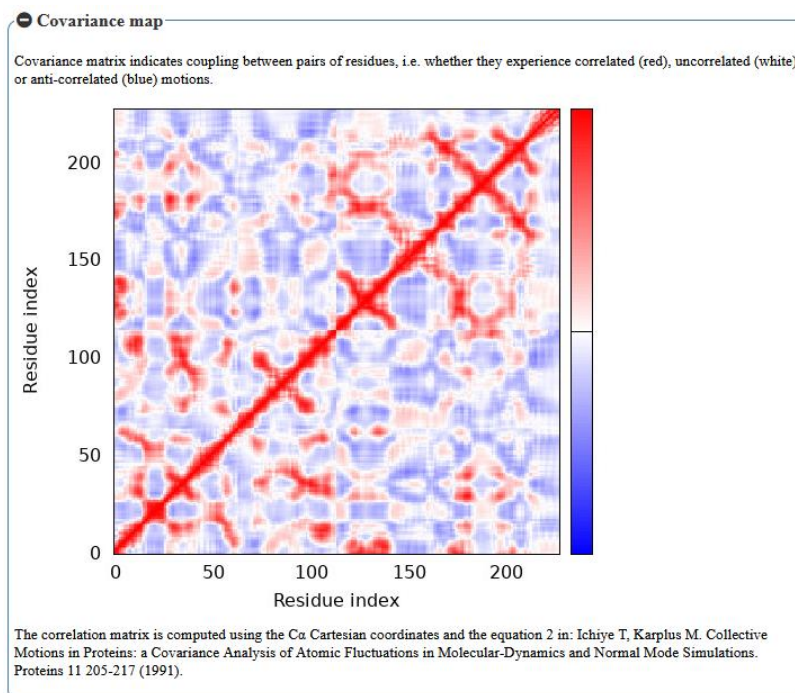 Covariance map
Covariance matrix indicates coupling between pairs of residues, i.e. whether they experience correlated (red), uncorrelated (white)
or anti-correlated (blue) motions.
200
150
100
50
0
Residue index
0 50 100 150 200
Residue index
The correlation matrix is computed using the Cα Cartesian coordinates and the equation 2 in: Ichiye T, Karplus M. Collective
Motions in Proteins: a Covariance Analysis of Atomic Fluctuations in Molecular-Dynamics and Normal Mode Simulations.
Proteins 11 205-217 (1991).